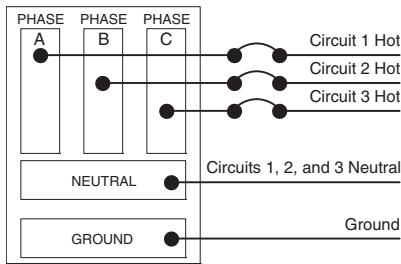 PHASE PHASE PHASE
A B C
Circuit 1 Hot
Circuit 2 Hot
Circuit 3 Hot
Circuits 1, 2, and 3 Neutral
NEUTRAL
Ground
GROUND